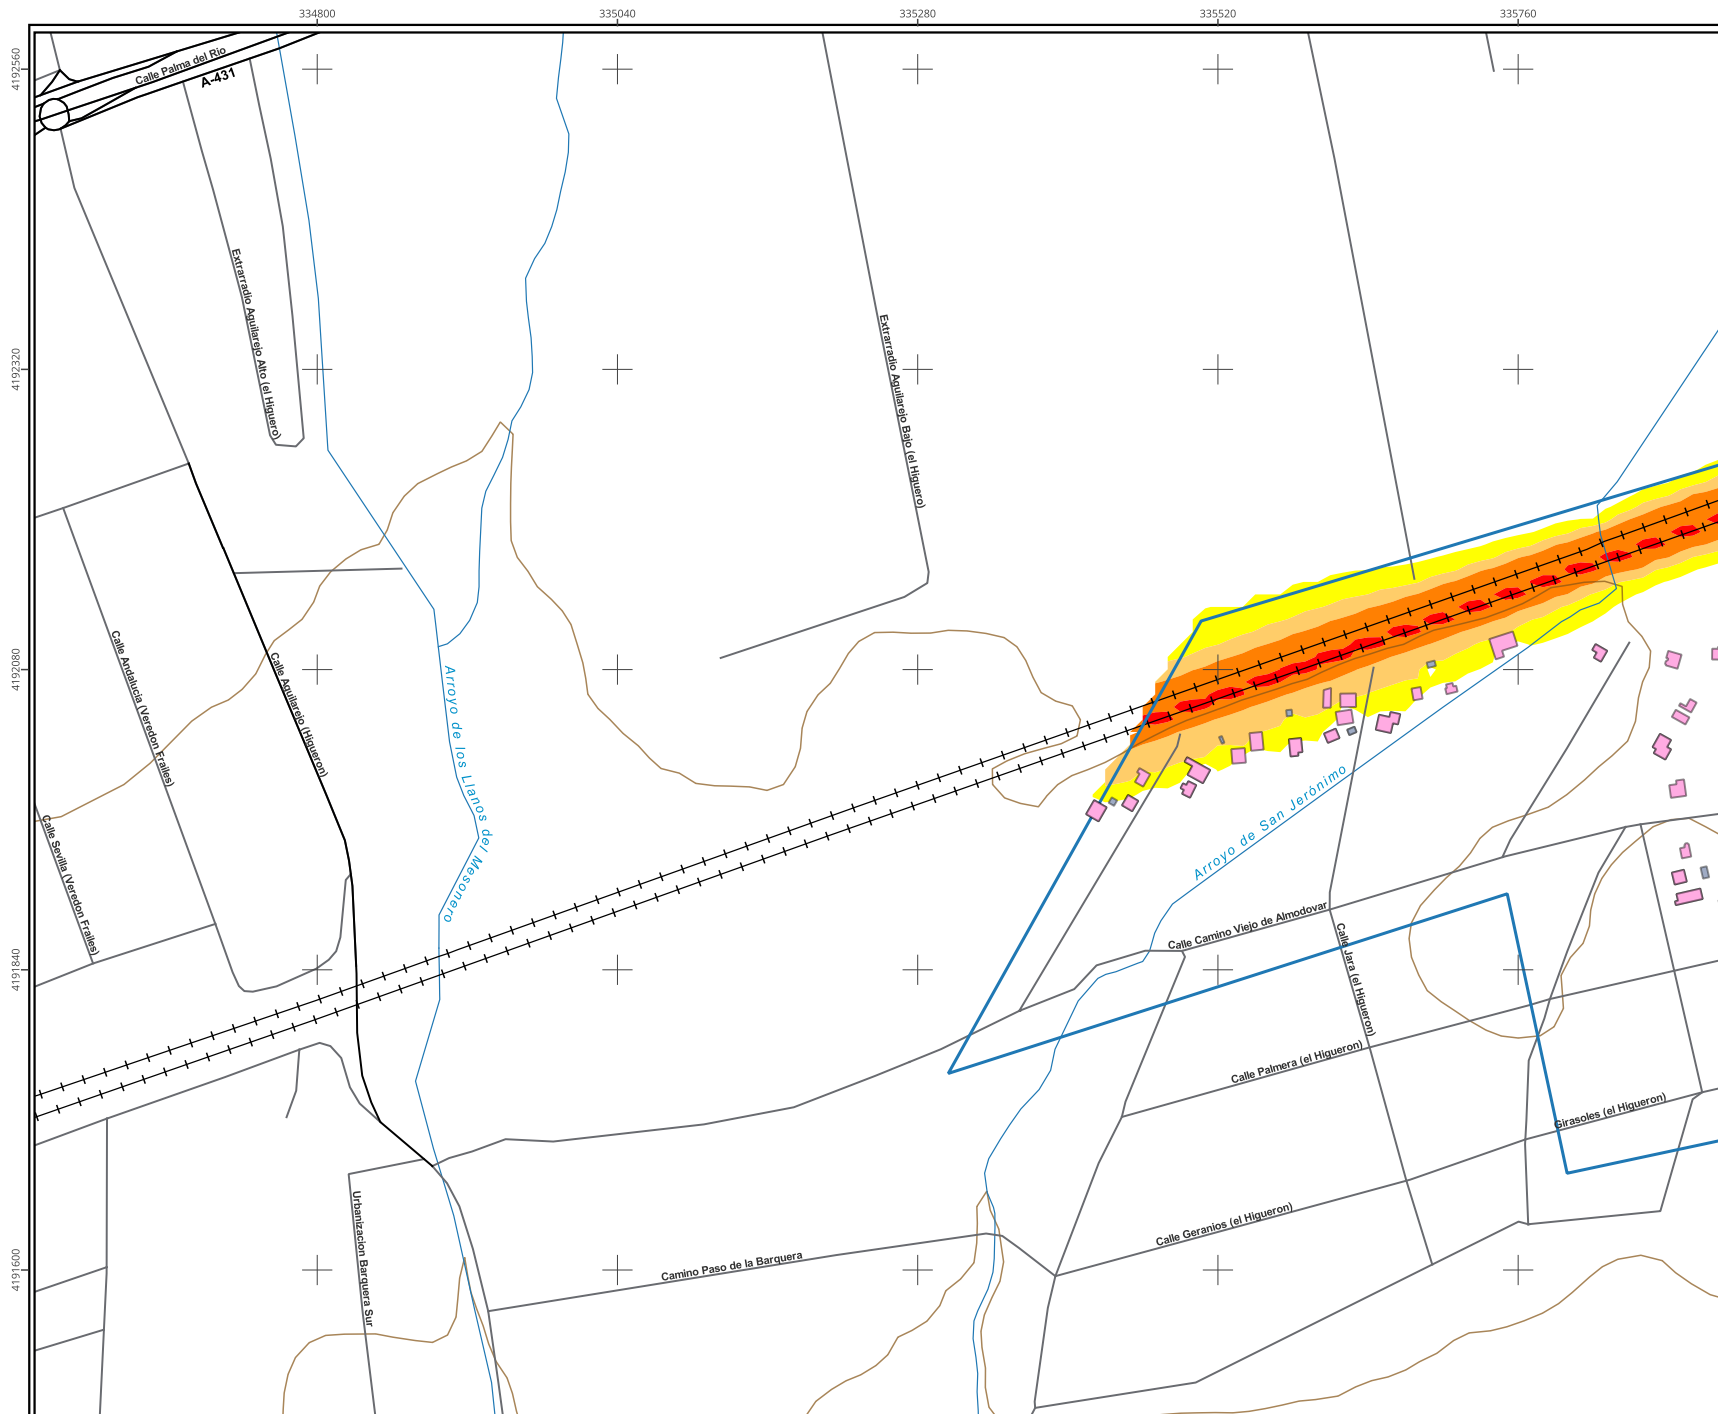 334800
335040
335280
335520
335760
4192560
4192320
4192080
4191840
4191600
Calle Palma del Rio
A-431
Extrarradio Aguilarejo Alto (el Higuero)
Extrarradio Aguilarejo Bajo (el Higuero)
Calle Andalucia (Veredon Frailes)
Calle Aguilarejo (Higueron)
Arroyo de los Llanos del Mesonero
Calle Sevilla (Veredon Frailes)
Arroyo de San Jerónimo
Calle Camino Viejo de Almodovar
Calle Jara (el Higueron)
Calle Palmera (el Higueron)
Girasoles (el Higueron)
Calle Geranios (el Higueron)
Camino Paso de la Barquera
Urbanizacion Barquera Sur